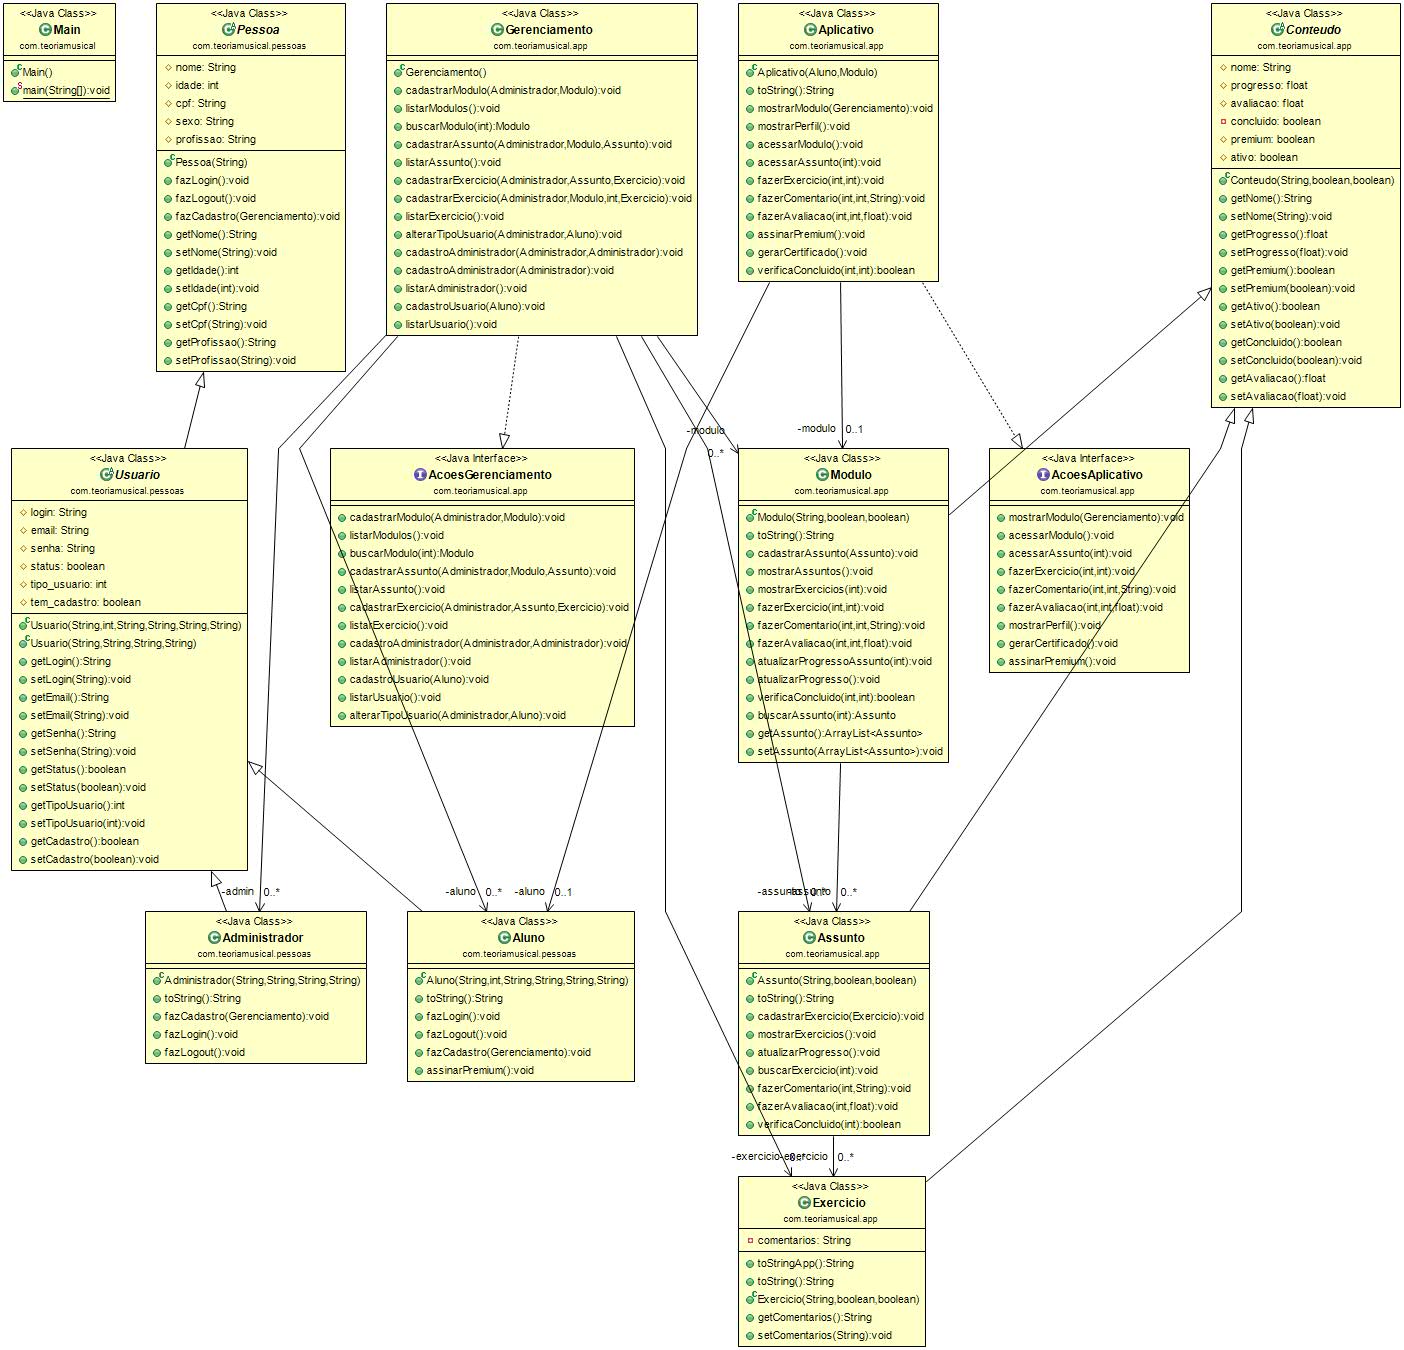 <<Java Class>>
Main
com.teoriamusical
Main()
main(String[]):void
<<Java Class>>
Pessoa
com.teoriamusical.pessoas
nome: String
idade: int
cpf: String
sexo: String
profissao: String
Pessoa(String)
fazLogin():void
fazLogout():void
fazCadastro(Gerenciamento):void
getNome():String
setNome(String):void
getIdade():int
setIdade(int):void
getCpf():String
setCpf(String):void
getProfissao():String
setProfissao(String):void
<<Java Class>>
Gerenciamento
com.teoriamusical.app
Gerenciamento()
cadastrarModulo(Administrador,Modulo):void
listarModulos():void
buscarModulo(int):Modulo
cadastrarAssunto(Administrador,Modulo,Assunto):void
listarAssunto():void
cadastrarExercicio(Administrador,Assunto,Exercicio):void
cadastrarExercicio(Administrador,Modulo,int,Exercicio):void
listarExercicio():void
alterarTipoUsuario(Administrador,Aluno):void
cadastroAdministrador(Administrador,Administrador):void
cadastroAdministrador(Administrador):void
listarAdministrador():void
cadastroUsuario(Aluno):void
listarUsuario():void
<<Java Class>>
Aplicativo
com.teoriamusical.app
Aplicativo(Aluno,Modulo)
toString():String
mostrarModulo(Gerenciamento):void
mostrarPerfil():void
acessarModulo():void
acessarAssunto(int):void
fazerExercicio(int,int):void
fazerComentario(int,int,String):void
fazerAvaliacao(int,int,float):void
assinarPremium():void
gerarCertificado():void
verificaConcluido(int,int):boolean
<<Java Class>>
Conteudo
com.teoriamusical.app
nome: String
progresso: float
avaliacao: float
concluido: boolean
premium: boolean
ativo: boolean
Conteudo(String,boolean,boolean)
getNome():String
setNome(String):void
getProgresso():float
setProgresso(float):void
getPremium():boolean
setPremium(boolean):void
getAtivo():boolean
setAtivo(boolean):void
getConcluido():boolean
setConcluido(boolean):void
getAvaliacao():float
setAvaliacao(float):void
-modulo
0..*
-modulo
0..1
<<Java Class>>
Usuario
com.teoriamusical.pessoas
login: String
email: String
senha: String
status: boolean
tipo_usuario: int
tem_cadastro: boolean
Usuario(String,int,String,String,String,String)
Usuario(String,String,String,String)
getLogin():String
setLogin(String):void
getEmail():String
setEmail(String):void
getSenha():String
setSenha(String):void
getStatus():boolean
setStatus(boolean):void
getTipoUsuario():int
setTipoUsuario(int):void
getCadastro():boolean
setCadastro(boolean):void
<<Java Interface>>
AcoesGerenciamento
com.teoriamusical.app
cadastrarModulo(Administrador,Modulo):void
listarModulos():void
buscarModulo(int):Modulo
cadastrarAssunto(Administrador,Modulo,Assunto):void
listarAssunto():void
cadastrarExercicio(Administrador,Assunto,Exercicio):void
listarExercicio():void
cadastroAdministrador(Administrador,Administrador):void
listarAdministrador():void
cadastroUsuario(Aluno):void
listarUsuario():void
alterarTipoUsuario(Administrador,Aluno):void
<<Java Class>>
Modulo
com.teoriamusical.app
Modulo(String,boolean,boolean)
toString():String
cadastrarAssunto(Assunto):void
mostrarAssuntos():void
mostrarExercicios(int):void
fazerExercicio(int,int):void
fazerComentario(int,int,String):void
fazerAvaliacao(int,int,float):void
atualizarProgressoAssunto(int):void
atualizarProgresso():void
verificaConcluido(int,int):boolean
buscarAssunto(int):Assunto
getAssunto():ArrayList<Assunto>
setAssunto(ArrayList<Assunto>):void
<<Java Interface>>
AcoesAplicativo
com.teoriamusical.app
mostrarModulo(Gerenciamento):void
acessarModulo():void
acessarAssunto(int):void
fazerExercicio(int,int):void
fazerComentario(int,int,String):void
fazerAvaliacao(int,int,float):void
mostrarPerfil():void
gerarCertificado():void
assinarPremium():void
-admin
0..*
-aluno
0..*
-aluno
0..1
-assunto
0..*
-assunto
0..*
<<Java Class>>
Administrador
com.teoriamusical.pessoas
Administrador(String,String,String,String)
toString():String
fazCadastro(Gerenciamento):void
fazLogin():void
fazLogout():void
<<Java Class>>
Aluno
com.teoriamusical.pessoas
Aluno(String,int,String,String,String,String)
toString():String
fazLogin():void
fazLogout():void
fazCadastro(Gerenciamento):void
assinarPremium():void
<<Java Class>>
Assunto
com.teoriamusical.app
Assunto(String,boolean,boolean)
toString():String
cadastrarExercicio(Exercicio):void
mostrarExercicios():void
atualizarProgresso():void
buscarExercicio(int):void
fazerComentario(int,String):void
fazerAvaliacao(int,float):void
verificaConcluido(int):boolean
-exercicio
0..*
-exercicio
0..*
<<Java Class>>
Exercicio
com.teoriamusical.app
comentarios: String
toStringApp():String
toString():String
Exercicio(String,boolean,boolean)
getComentarios():String
setComentarios(String):void